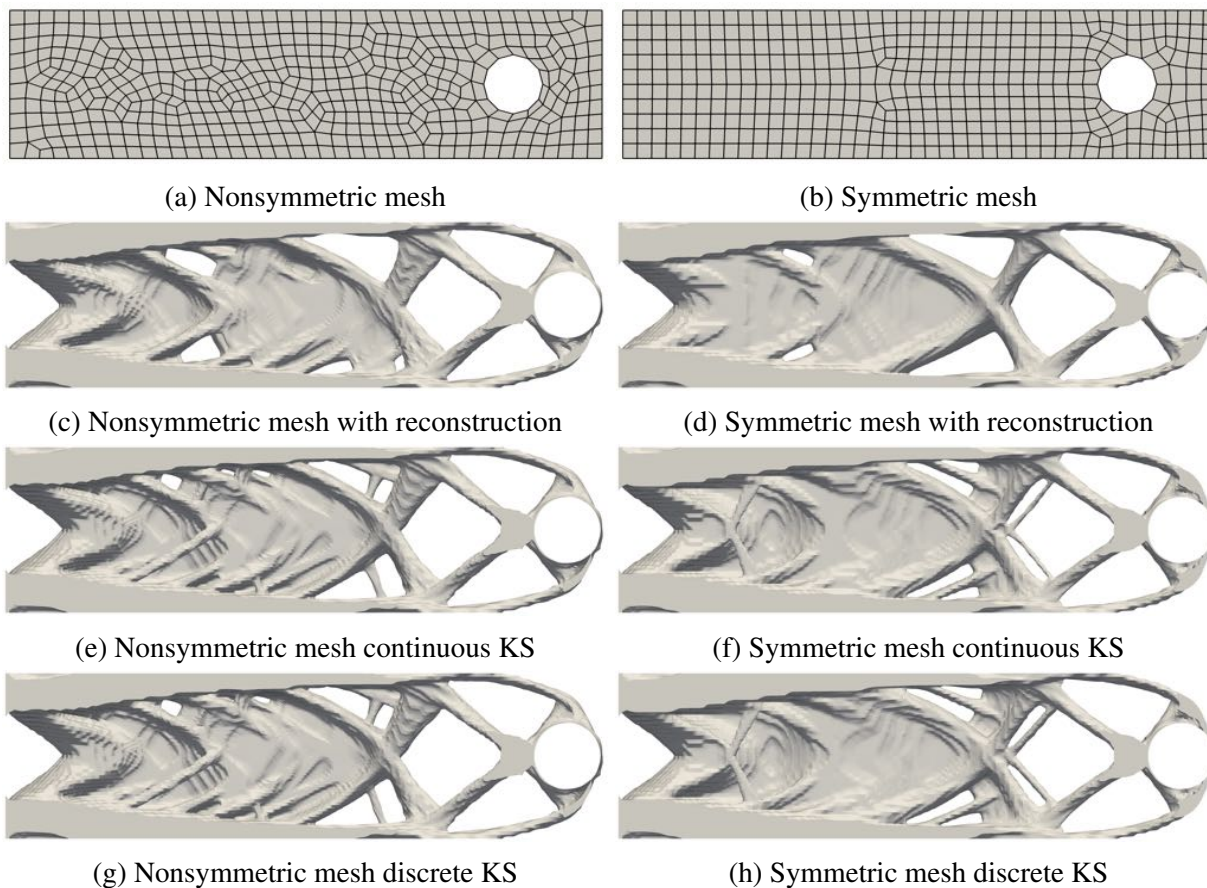 (a) Nonsymmetric mesh
(b) Symmetric mesh
(c) Nonsymmetric mesh with reconstruction
(d) Symmetric mesh with reconstruction
(e) Nonsymmetric mesh continuous KS
(f) Symmetric mesh continuous KS
(g) Nonsymmetric mesh discrete KS
(h) Symmetric mesh discrete KS